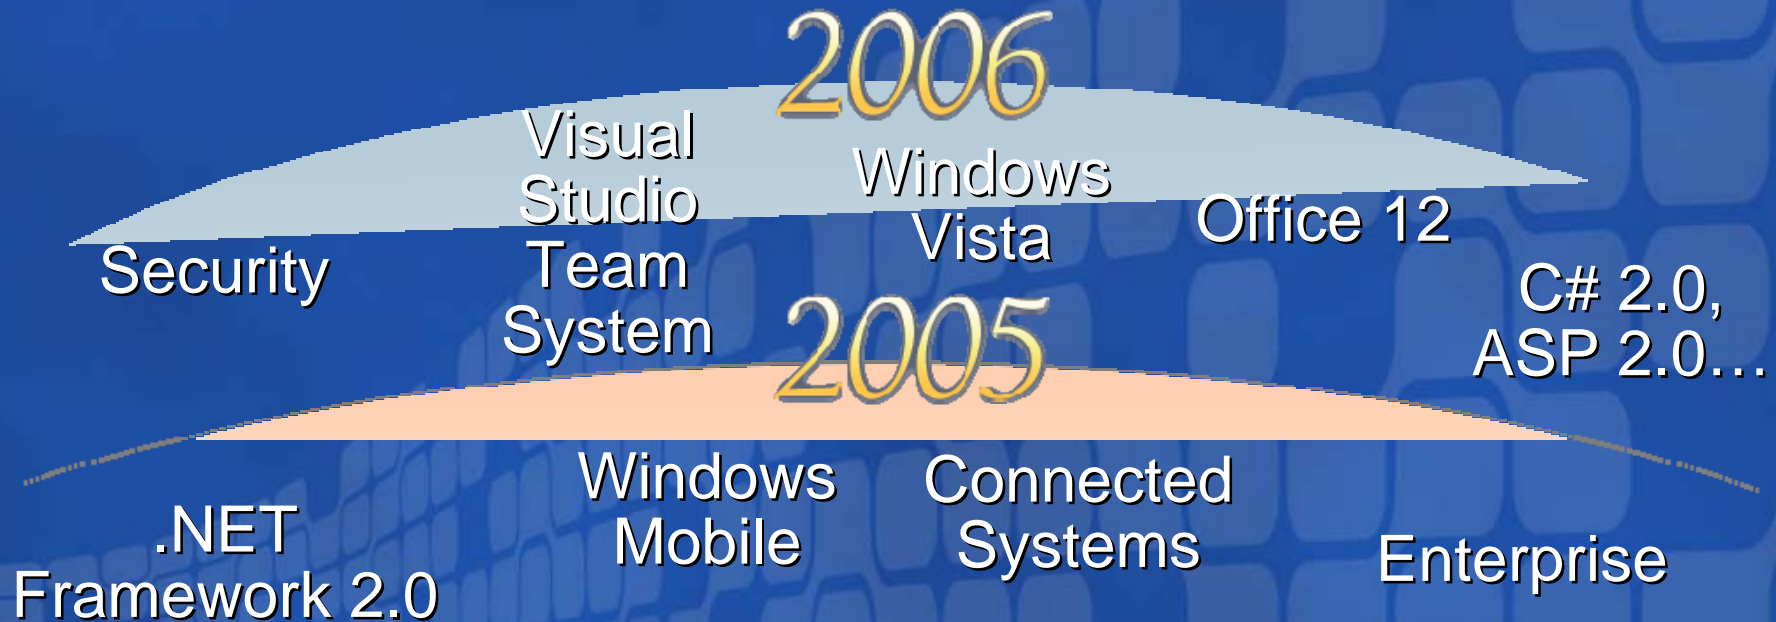 2006
Security
Visual
Studio
Team
System
Windows
Vista
Office 12
C# 2.0,
ASP 2.0…
2005
.NET
Framework 2.0
Windows
Mobile
Connected
Systems
Enterprise